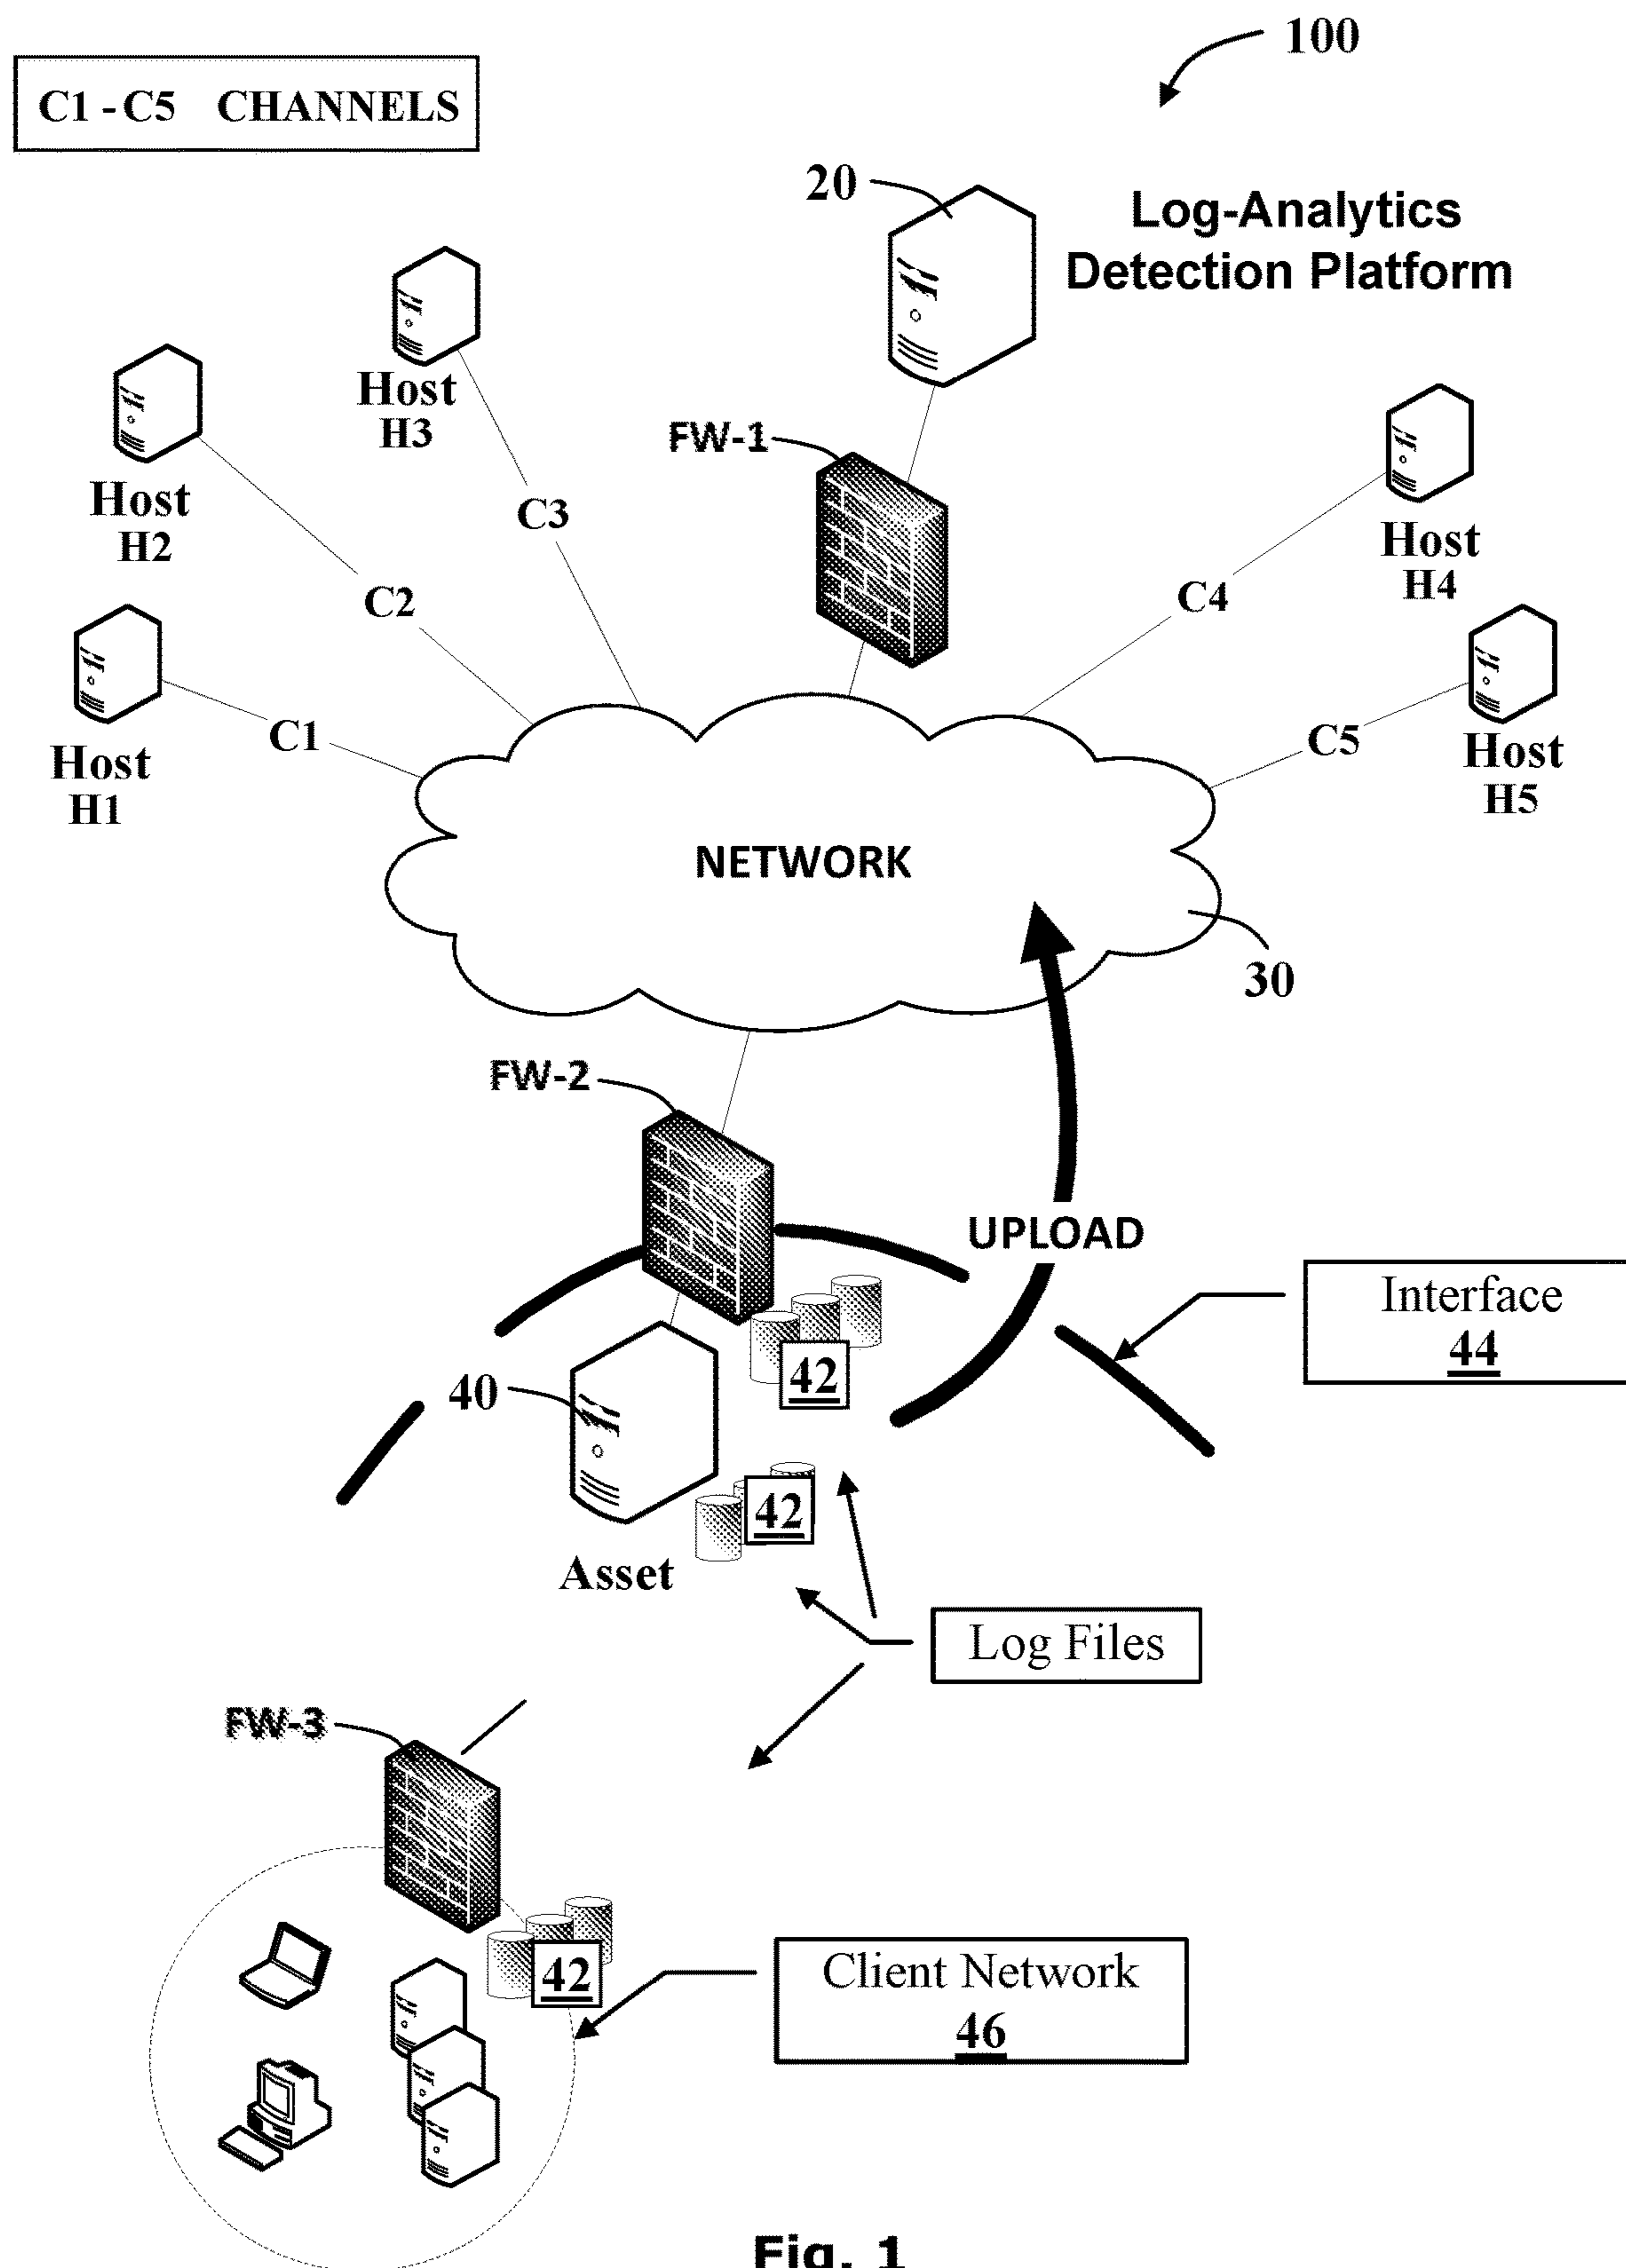 100
C1 - C5 CHANNELS
20
Log-Analytics
Detection Platform
Host
H3
FW-1
Host
H2
C3
Host
H4
C2
C4
Host
H1
C1
C5
Host
H5
NETWORK
30
FW-2
UPLOAD
Interface
44
42
40
42
Asset
Log Files
FW-3
42
Client Network
46
Fig. 1